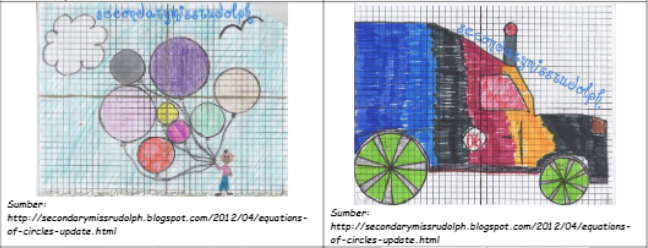 secondarymissrudolph
Sumber:
http://secondarymissrudolph.blogspot.com/2012/04/equations-
of-circles-update.html
secondarymissrudolph
Sumber:
http://secondarymissrudolph.blogspot.com/2012/04/equations-
of-circles-update.html